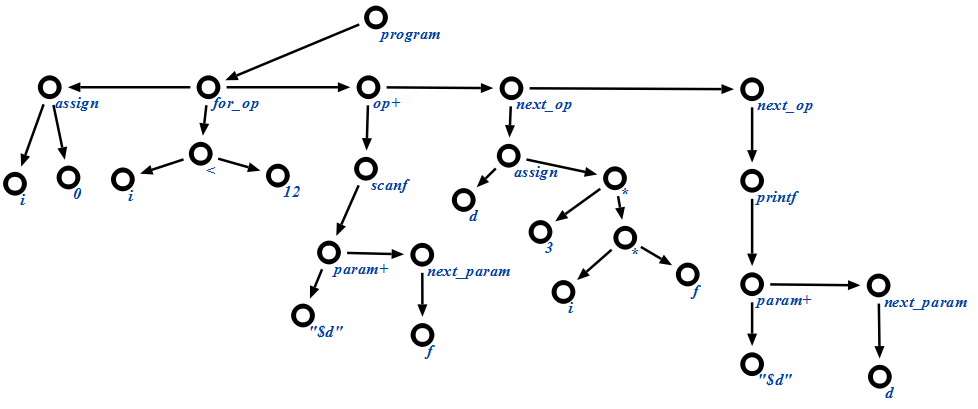 program
assign
for_op
op+
next_op
next_op
i
0
i
<
12
scanf
assign
d
*
printf
3
*
param+
next_param
i
f
param+
next_param
"$d"
f
"$d"
d